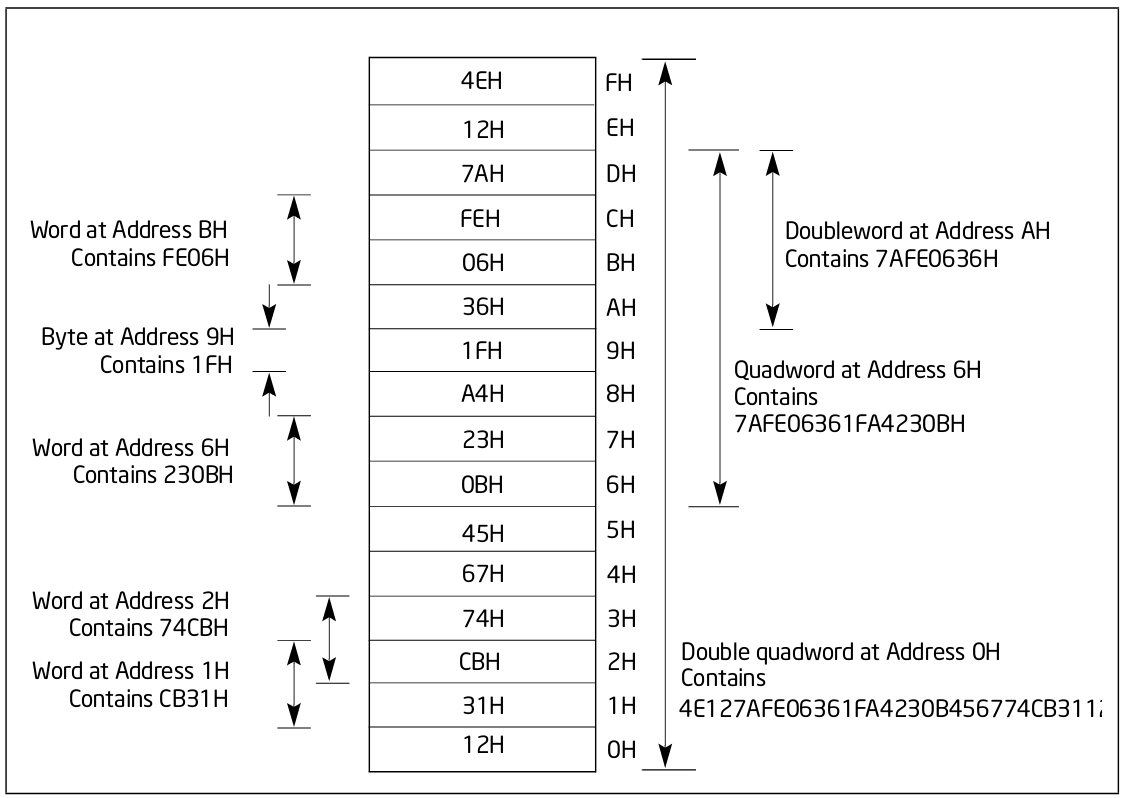 4EH FH
12H EH
7AH DH
FEH CH
06H BH
36H AH
1FH 9H
A4H 8H
23H 7H
0BH 6H
45H 5H
67H 4H
74H 3H
CBH 2H
31H 1H
12H 0H
Word at Address BH
Contains FE06H
Byte at Address 9H
Contains 1FH
Word at Address 6H
Contains 230BH
Word at Address 2H
Contains 74CBH
Word at Address 1H
Contains CB31H
Doubleword at Address AH
Contains 7AFE0636H
Quadword at Address 6H
Contains
7AFE06361FA4230BH
Double quadword at Address 0H
Contains
4E127AFE06361FA4230B456774CB311